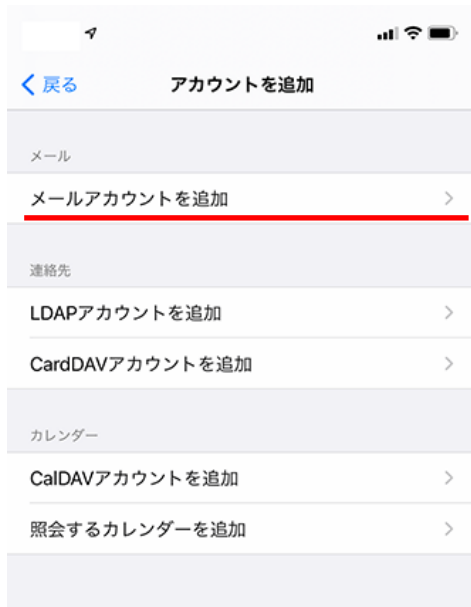 戻る
アカウントを追加
メール
メールアカウントを追加
連絡先
LDAPアカウントを追加
CardDAVアカウントを追加
カレンダー
CalDAVアカウントを追加
照会するカレンダーを追加